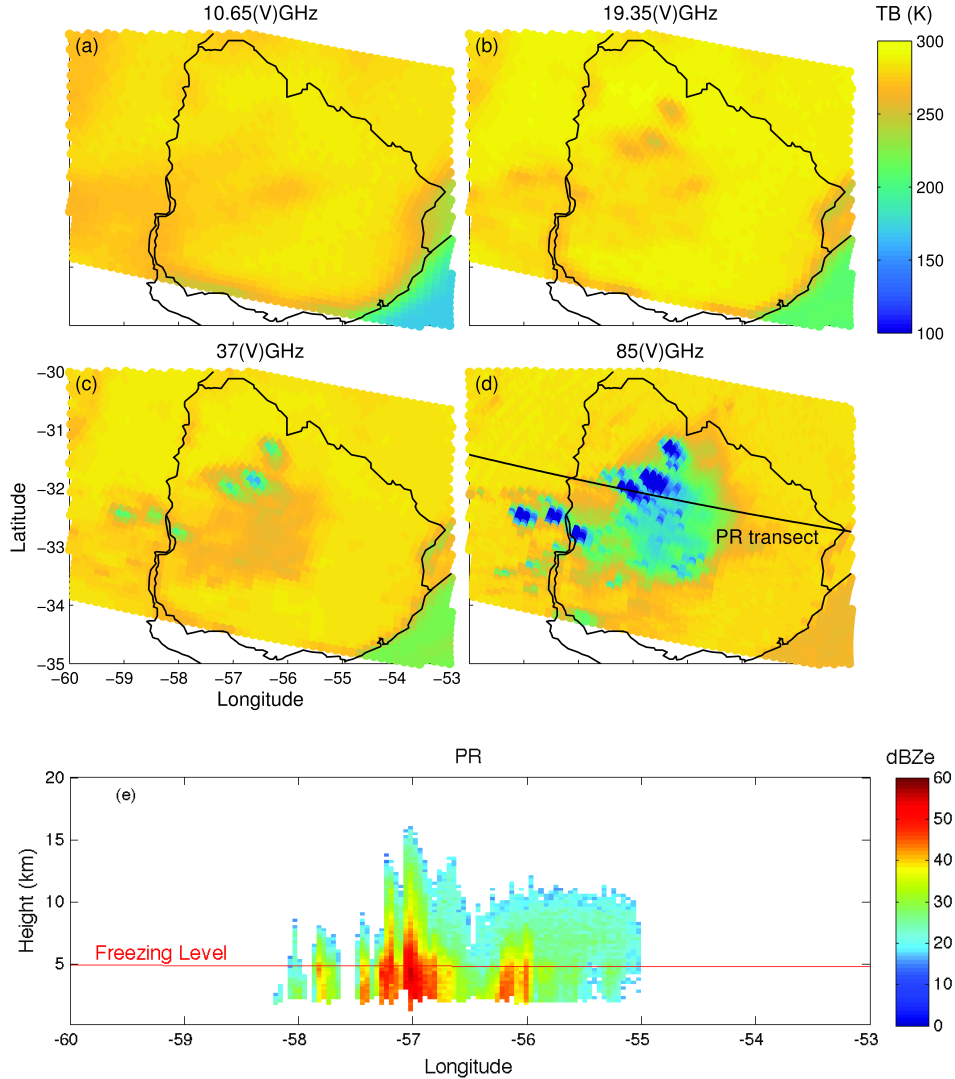 10.65(V)GHz 19.35(V)GHz TB (K)
(a) (b) 300
250
200
150
100
37(V)GHz 85(V)GHz
−30 (c) (d)
−31
−32
−33 PR transect
−34
−35
Latitude
−60 −59 −58 −57 −56 −55 −54 −53
Longitude
PR dBZe
20 (e) 60
15 50
10 40
5 30
0 20
10
0
Height (km)
Freezing Level
-60 -59 -58 -57 -56 -55 -54 -53
Longitude